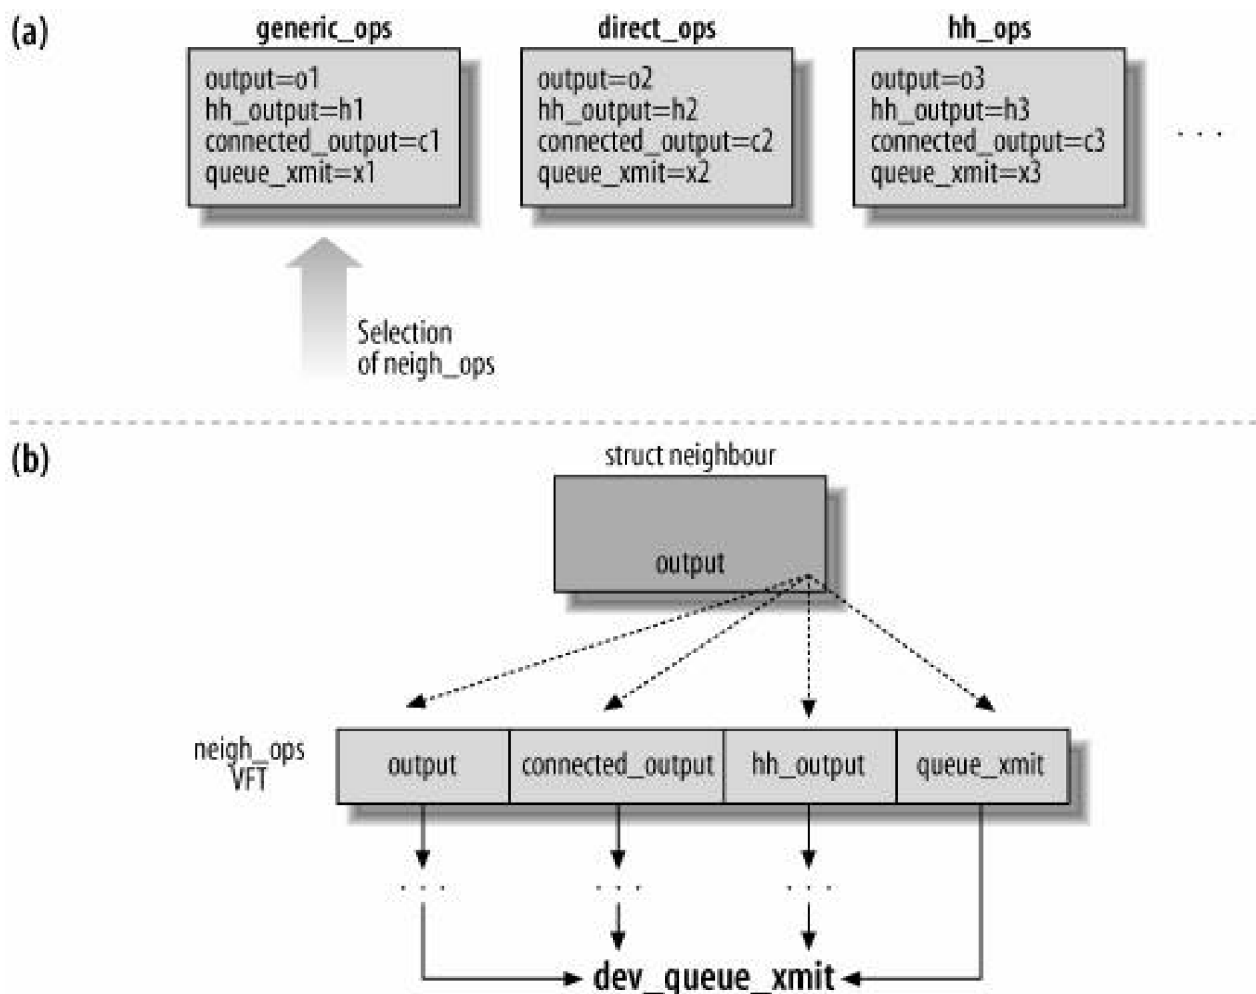 (a)
generic_ops
output=o1
hh_output=h1
connected_output=c1
queue_xmit=x1
direct_ops
output=o2
hh_output=h2
connected_output=c2
queue_xmit=x2
hh_ops
output=o3
hh_output=h3
connected_output=c3
queue_xmit=x3
. . .
Selection
of neigh_ops
(b)
struct neighbour
output
neigh_ops
VFT
output
connected_output
hh_output
queue_xmit
. . .
. . .
. . .
dev_queue_xmit